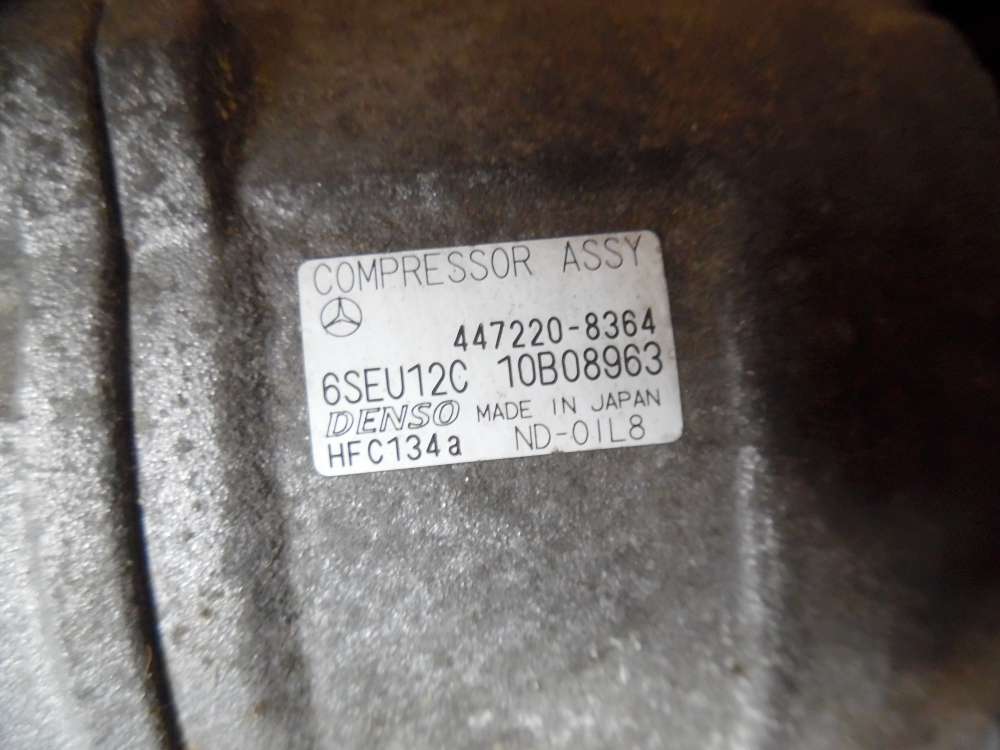 COMPRESSOR ASSY
447220-8364
6SEU12C 10B08963
DENSO MADE IN JAPAN
HFC134a ND-OIL8